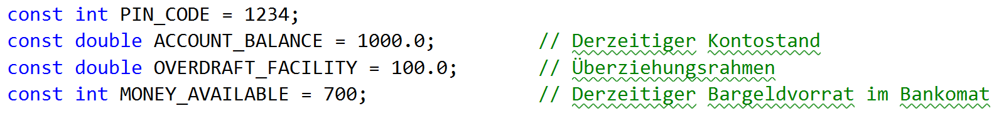 const int PIN_CODE = 1234;
const double ACCOUNT_BALANCE = 1000.0; // Derzeitiger Kontostand
const double OVERDRAFT_FACILITY = 100.0; // Überziehungsrahmen
const int MONEY_AVAILABLE = 700; // Derzeitiger Bargeldvorrat im Bankomat